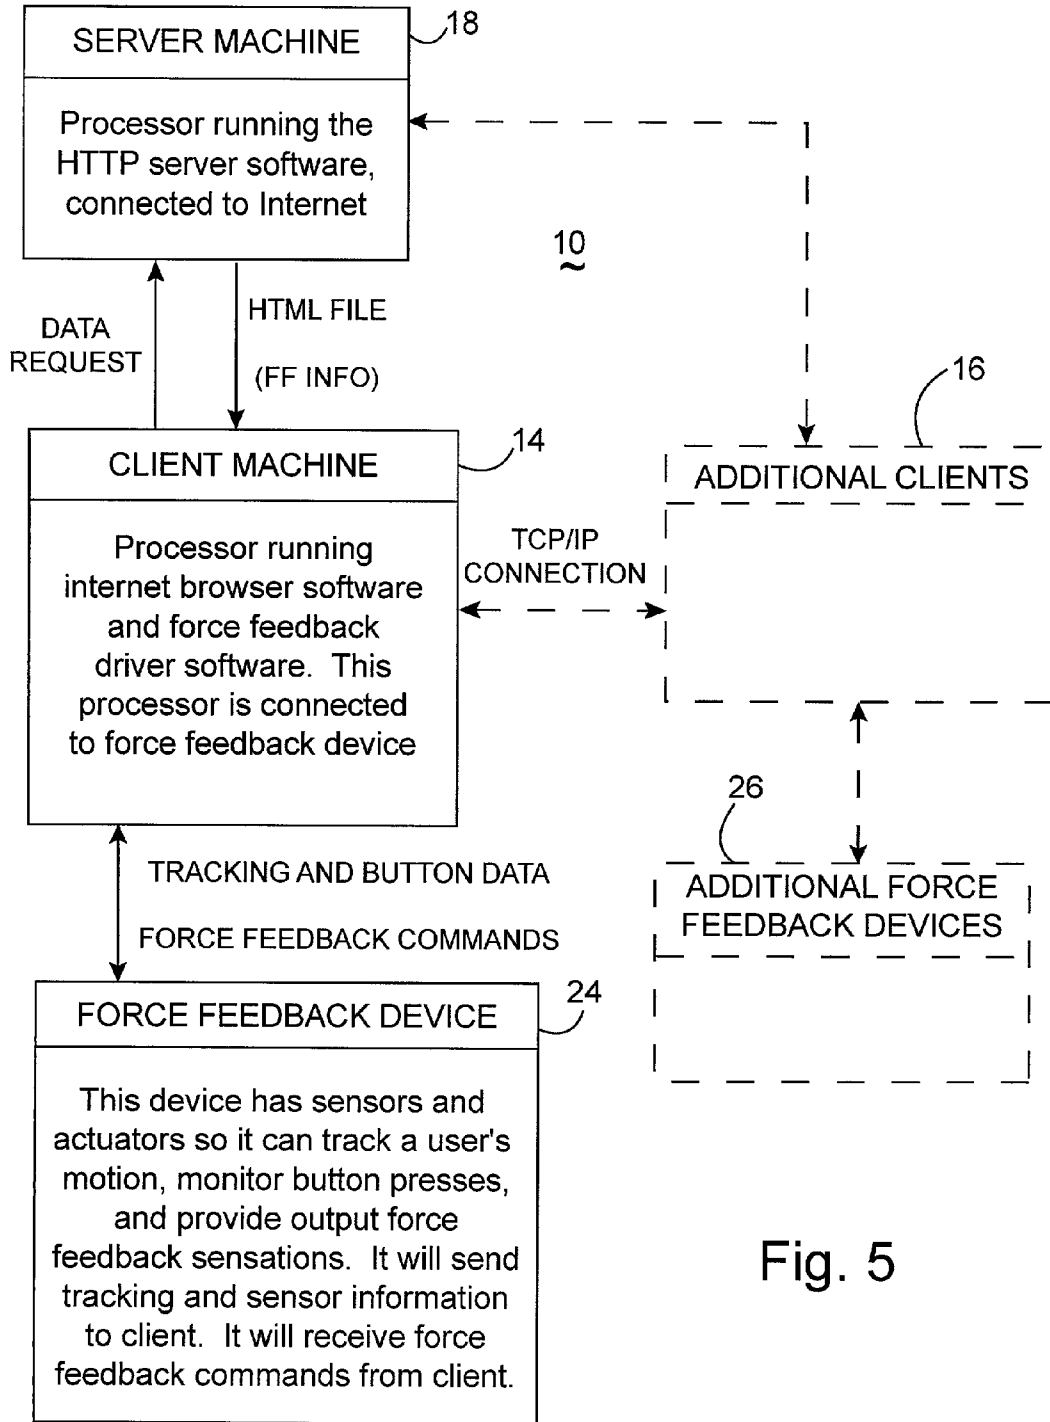 SERVER MACHINE
18
Processor running the
HTTP server software,
connected to Internet
10
DATA
REQUEST
HTML FILE
(FF INFO)
16
14
CLIENT MACHINE
ADDITIONAL CLIENTS
Processor running
internet browser software
and force feedback
driver software. This
processor is connected
to force feedback device
TCP/IP
CONNECTION
26
TRACKING AND BUTTON DATA
FORCE FEEDBACK COMMANDS
ADDITIONAL FORCE
FEEDBACK DEVICES
24
FORCE FEEDBACK DEVICE
This device has sensors and
actuators so it can track a user's
motion, monitor button presses,
and provide output force
feedback sensations. It will send
tracking and sensor information
to client. It will receive force
feedback commands from client.
Fig. 5